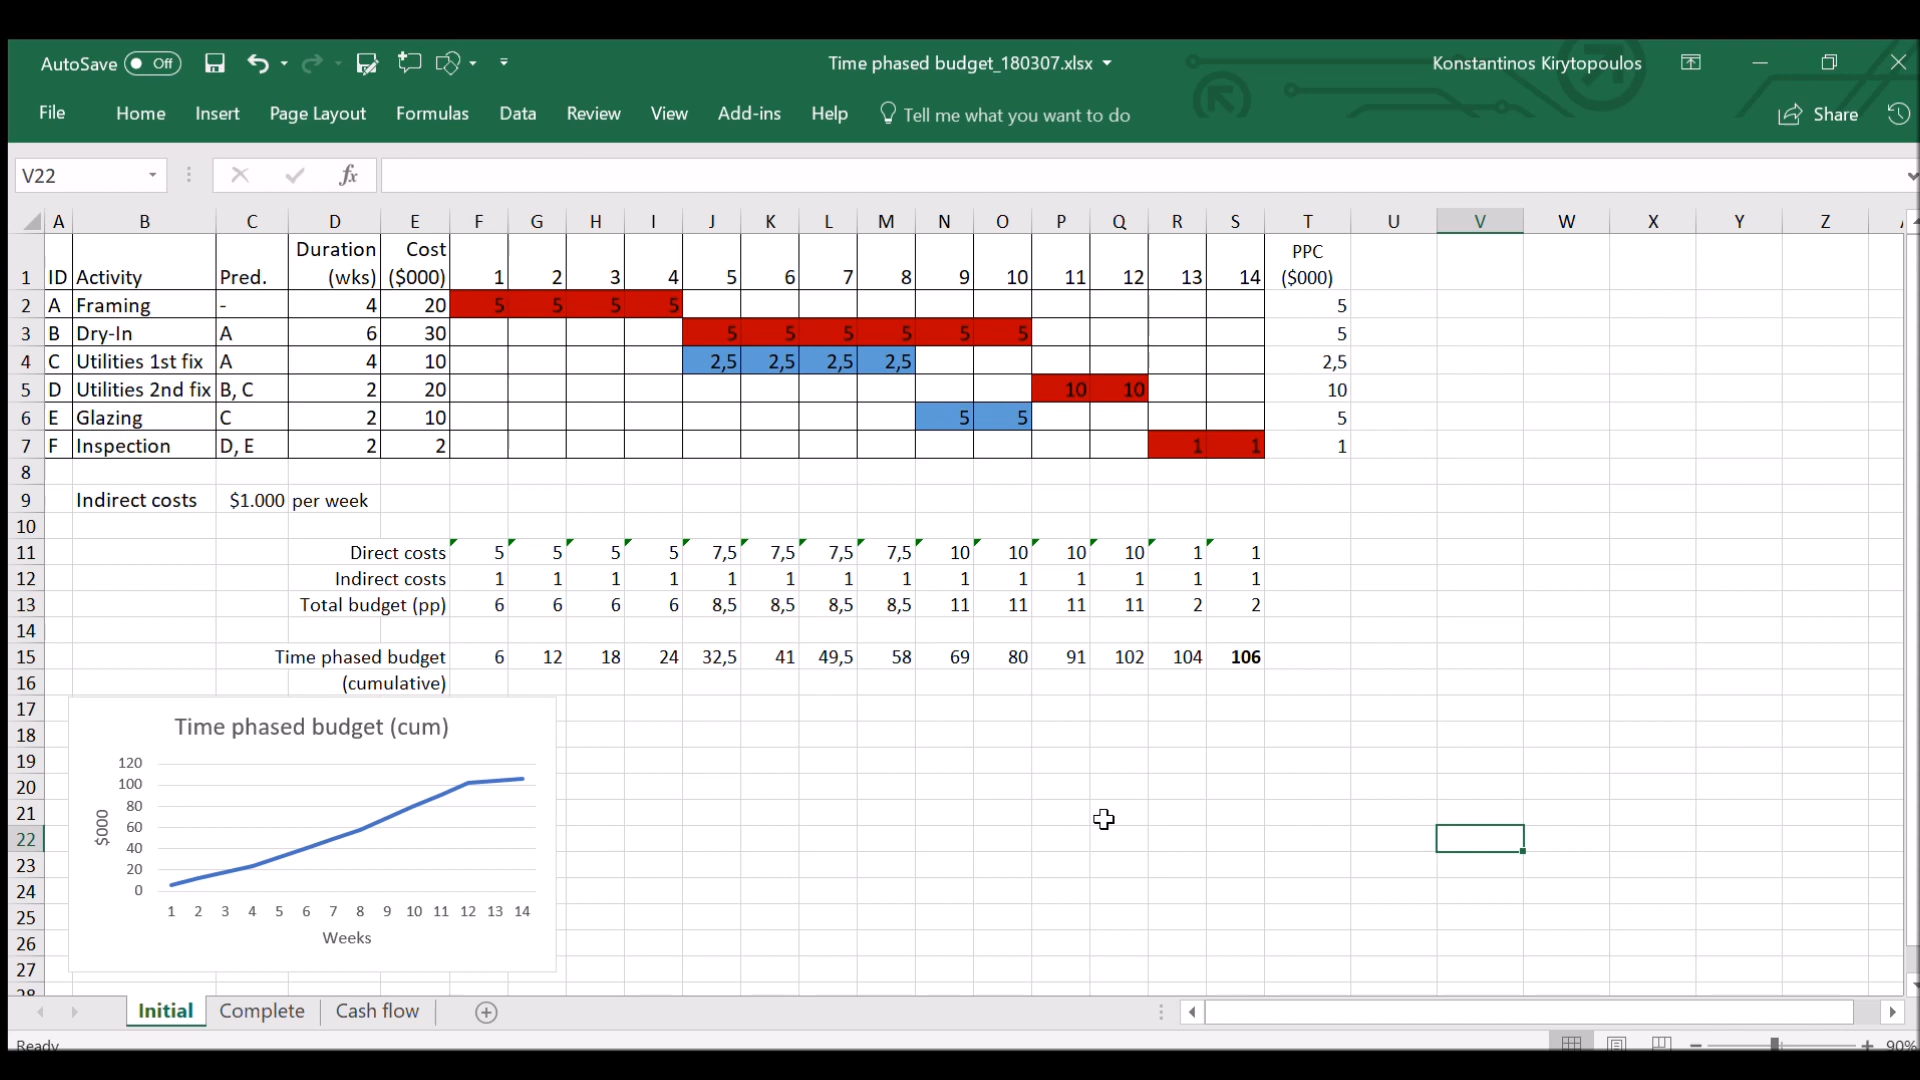 AutoSave Off Time phased budget_180307.xlsx Konstantinos Kirytopoulos
File Home Insert Page Layout Formulas Data Review View Add-ins Help Tell me what you want to do Share
V22 fx
A B C D E F G H I J K L M N O P Q R S T U V W X Y Z
Duration Cost PPC
1 ID Activity Pred. (wks) ($000) 1 2 3 4 5 6 7 8 9 10 11 12 13 14 ($000)
2 A Framing - 4 20 5 5 5 5 5
3 B Dry-In A 6 30 5 5 5 5 5 5 5
4 C Utilities 1st fix A 4 10 2,5 2,5 2,5 2,5 2,5
5 D Utilities 2nd fix B, C 2 20 10 10 10
6 E Glazing C 2 10 5 5 5
7 F Inspection D, E 2 2 1 1 1
8
9 Indirect costs $1.000 per week
10
11 Direct costs 5 5 5 5 7,5 7,5 7,5 7,5 10 10 10 10 1 1
12 Indirect costs 1 1 1 1 1 1 1 1 1 1 1 1 1 1
13 Total budget (pp) 6 6 6 6 8,5 8,5 8,5 8,5 11 11 11 11 2 2
14
15 Time phased budget 6 12 18 24 32,5 41 49,5 58 69 80 91 102 104 106
16 (cumulative)
17
18
19
20
21
22
23
24
25
26
27
28
Time phased budget (cum)
120
100
80
60
40
20
0
$000
1 2 3 4 5 6 7 8 9 10 11 12 13 14
Weeks
Initial Complete Cash flow
Ready 90%